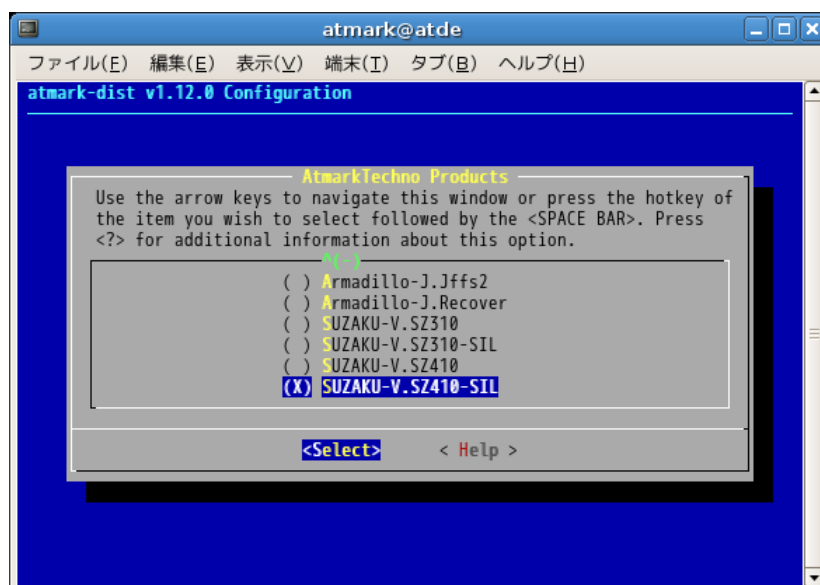 atmark@atde
ファイル(F) 編集(E) 表示(V) 端末(T) タブ(B) ヘルプ(H)
atmark-dist v1.12.0 Configuration
AtmarkTechno Products
Use the arrow keys to navigate this window or press the hotkey of
the item you wish to select followed by the <SPACE BAR>. Press
<?> for additional information about this option.
^(-)
( ) Armadillo-J.Jffs2
( ) Armadillo-J.Recover
( ) SUZAKU-V.SZ310
( ) SUZAKU-V.SZ310-SIL
( ) SUZAKU-V.SZ410
(X) SUZAKU-V.SZ410-SIL
<Select> < Help >